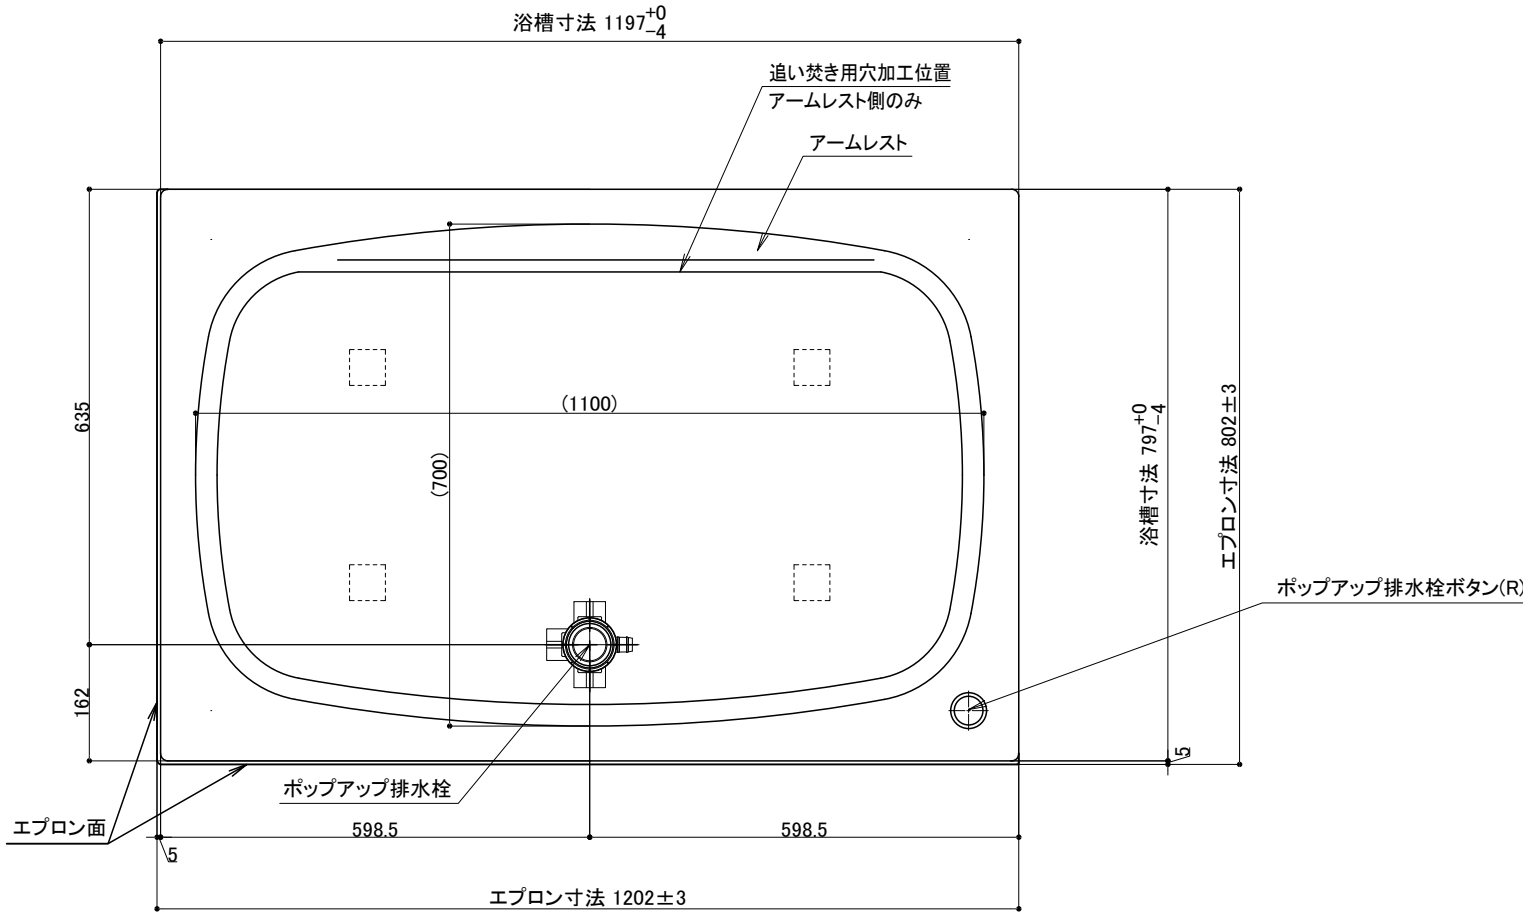 浴槽寸法 1197+0-4
追い焚き用穴加工位置
アームレスト側のみ
アームレスト
635
(1100)
(700)
浴槽寸法 797+0-4
エプロン寸法 802±3
ポップアップ排水栓ボタン(R)
162
5
ポップアップ排水栓
エプロン面
598.5
598.5
5
エプロン寸法 1202±3